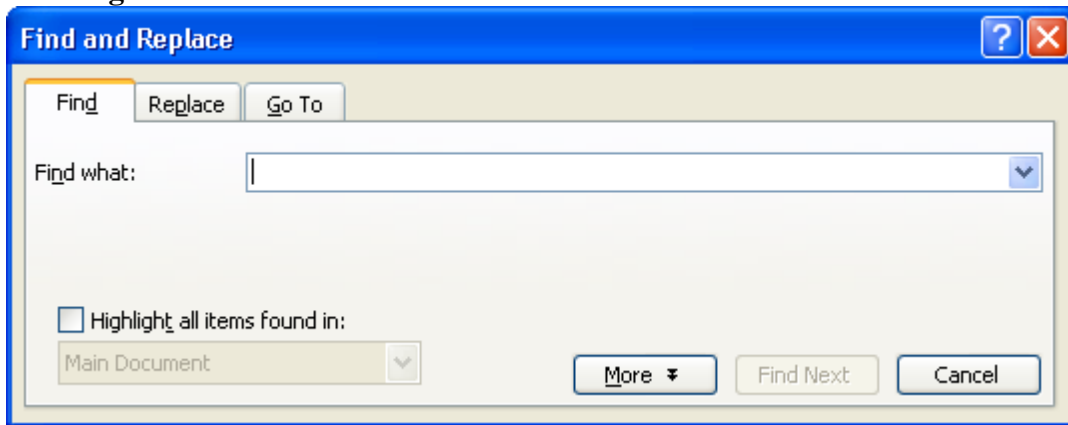 Find and Replace
Find Replace Go To
Find what:
Highlight all items found in:
Main Document
More Find Next Cancel